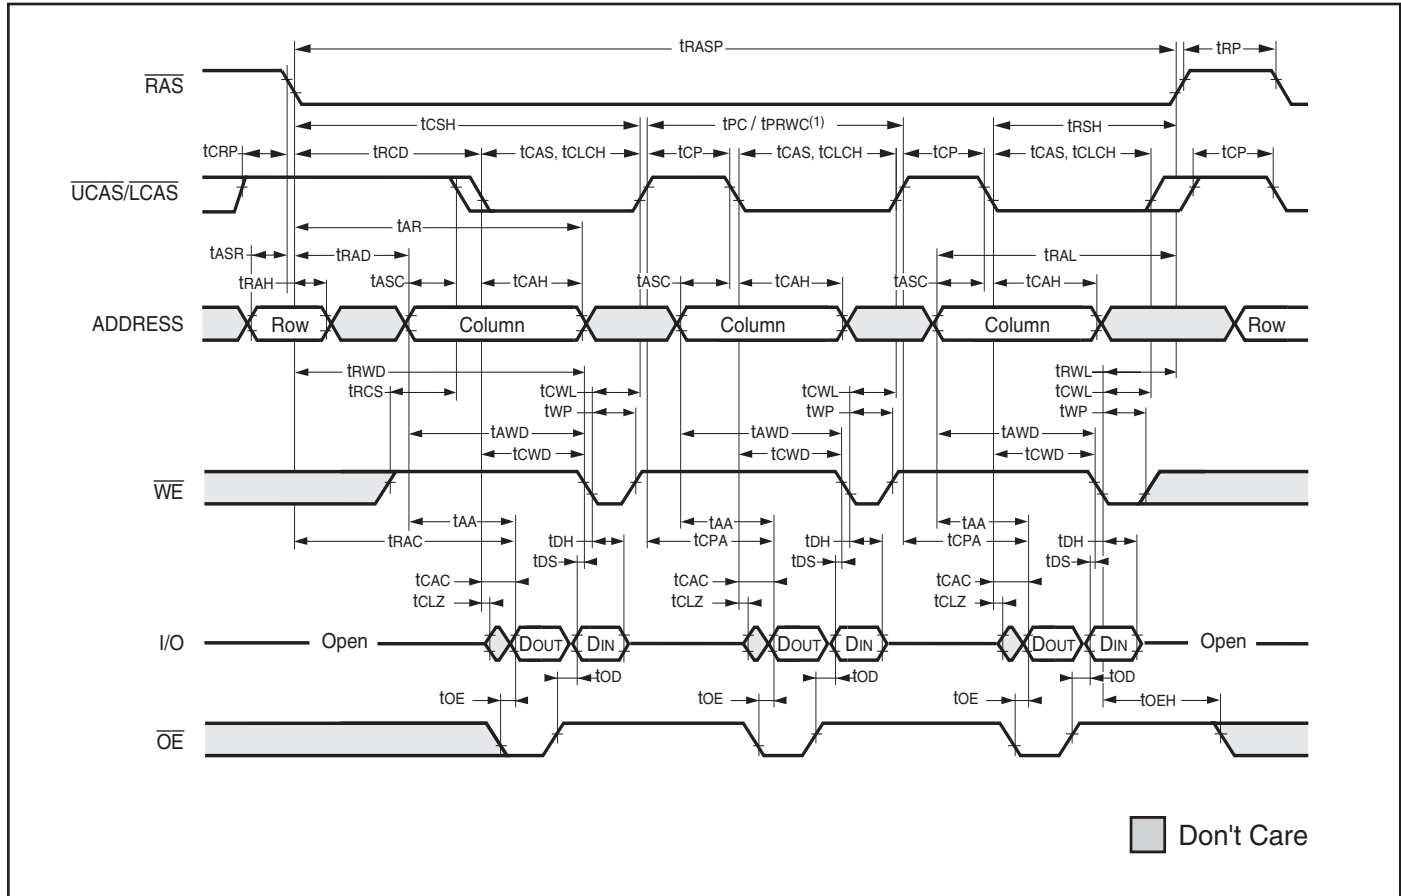 tRASP tRP
RAS
tCSH tPC / tPRWC(1) tRSH
tCRP tRCD tCAS, tCLCH tCP tCAS, tCLCH tCP tCAS, tCLCH tCP
UCAS/LCAS
tAR
tASR tRAD tRAL
tRAH tASC tCAH tASC tCAH tASC tCAH
ADDRESS Row Column Column Column Row
tRWD tRWL
tRCS tCWL tCWL tCWL
tWP tWP tWP
tAWD tAWD tAWD
tCWD tCWD tCWD
WE
tAA tAA tAA
tRAC tDH tCPA tDH tCPA tDH
tDS tDS tDS
tCAC tCAC tCAC
tCLZ tCLZ tCLZ
I/O Open DOUT DIN DOUT DIN DOUT DIN Open
tOD tOD tOD
tOE tOE tOE tOEH
OE
Don't Care